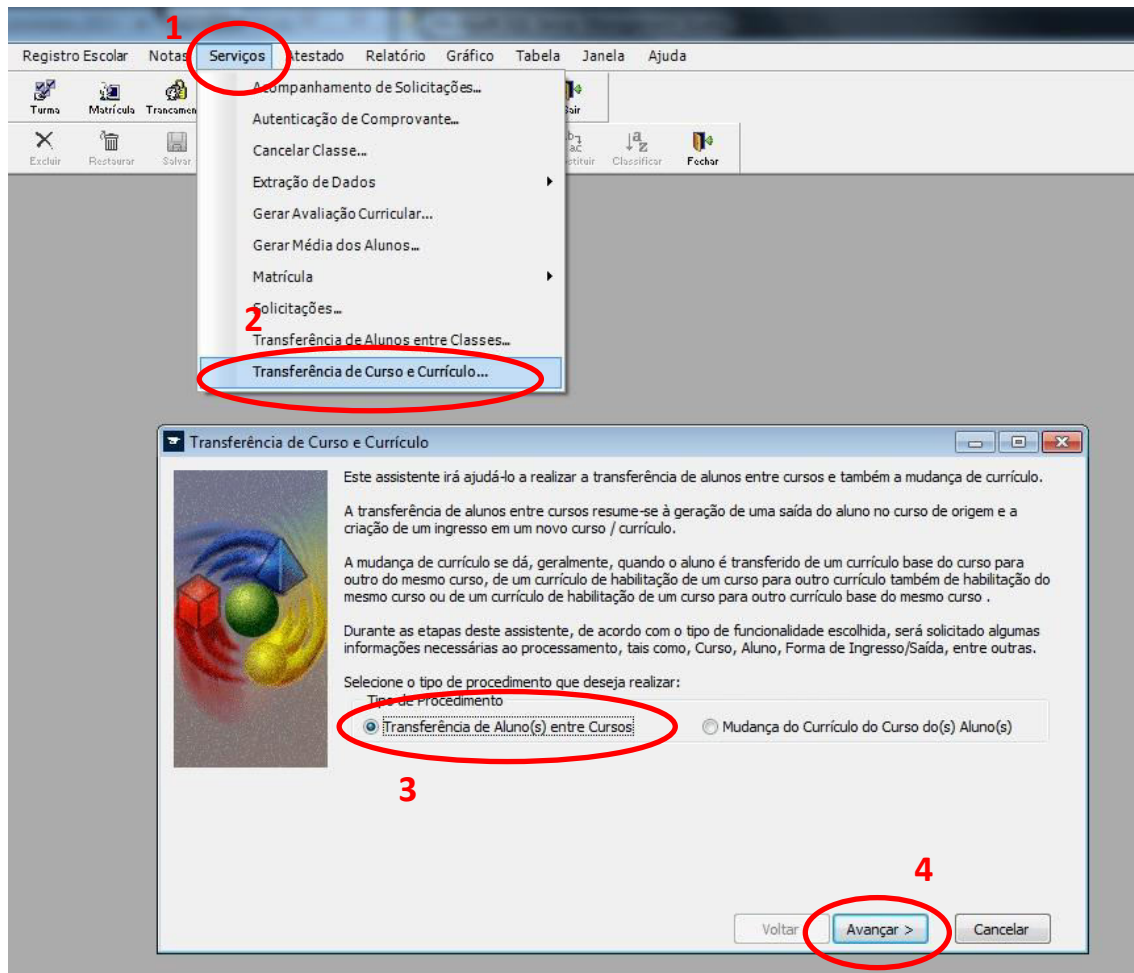 1
Registro Escolar Notas Serviços Atestado Relatório Gráfico Tabela Janela Ajuda
Turma Matrícula Trancamen Sair
Excluir Restaurar Salvar Classificar Fechar
Acompanhamento de Solicitações...
Autenticação de Comprovante...
Cancelar Classe...
Extração de Dados
Gerar Avaliação Curricular...
Gerar Média dos Alunos...
Matrícula
Solicitações...
2
Transferência de Alunos entre Classes...
Transferência de Curso e Currículo...
Transferência de Curso e Currículo
Este assistente irá ajudá-lo a realizar a transferência de alunos entre cursos e também a mudança de currículo.
A transferência de alunos entre cursos resume-se à geração de uma saída do aluno no curso de origem e a
criação de um ingresso em um novo curso / currículo.
A mudança de currículo se dá, geralmente, quando o aluno é transferido de um currículo base do curso para
outro do mesmo curso, de um currículo de habilitação de um curso para outro currículo também de habilitação do
mesmo curso ou de um currículo de habilitação de um curso para outro currículo base do mesmo curso .
Durante as etapas deste assistente, de acordo com o tipo de funcionalidade escolhida, será solicitado algumas
informações necessárias ao processamento, tais como, Curso, Aluno, Forma de Ingresso/Saída, entre outras.
Selecione o tipo de procedimento que deseja realizar:
Tipo de Procedimento
Transferência de Aluno(s) entre Cursos Mudança do Currículo do Curso do(s) Aluno(s)
3
4
Voltar Avançar > Cancelar